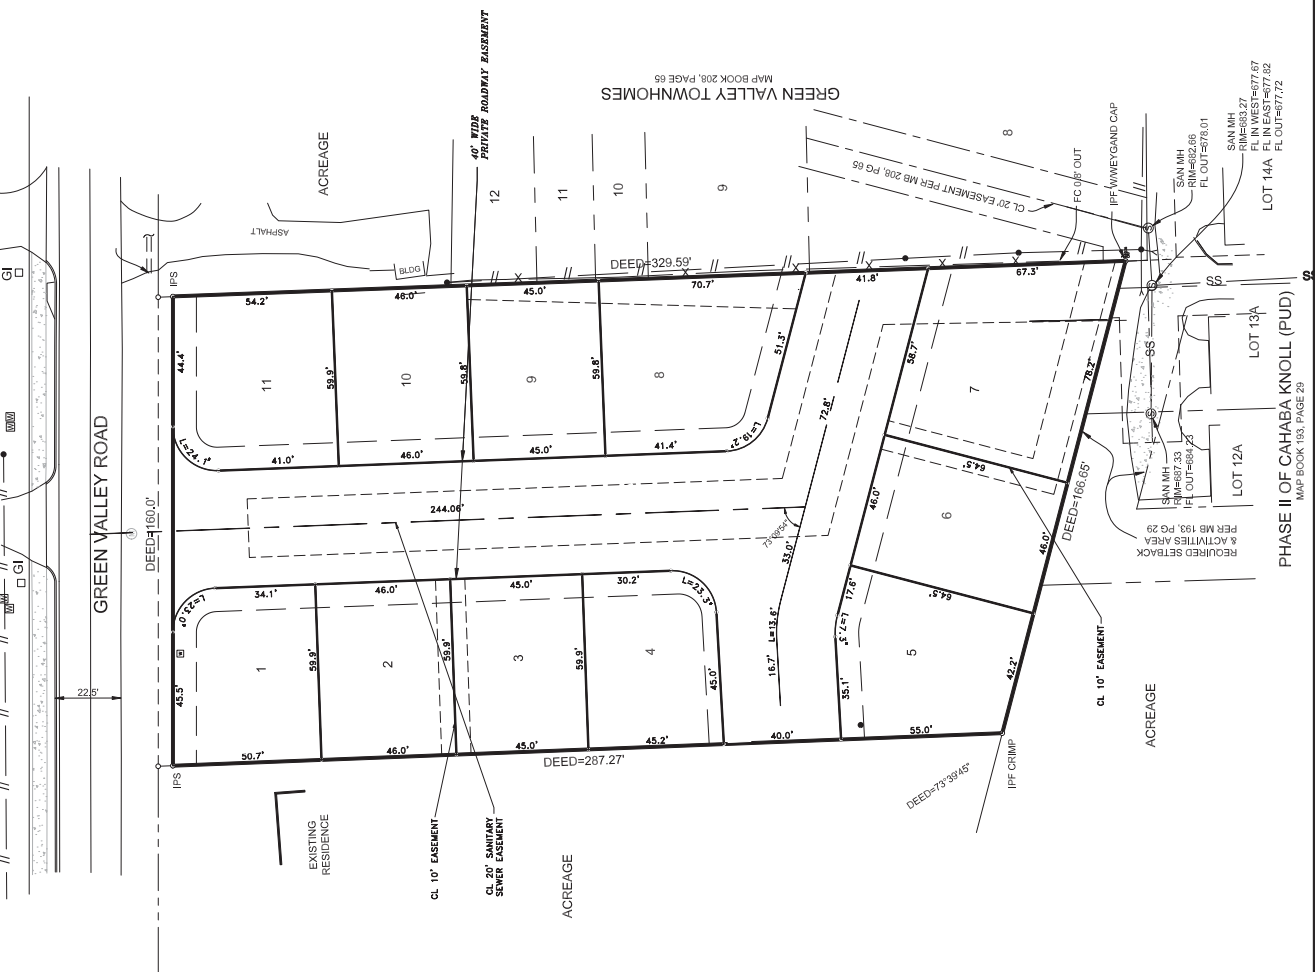 GREEN VALLEY ROAD
22.5'
GI
GI
IPS
IPS
DEED=160.0'
44.4'
45.5'
L=24.1'
L=23.0'
ACREAGE
ASPHALT
BLDG
40' WIDE
PRIVATE ROADWAY EASEMENT
GREEN VALLEY TOWNHOMES
MAP BOOK 208, PAGE 65
12
11
10
9
8
CL 20' EASEMENT PER MB 208, PG 65
FC 0.8' OUT
IPF W/WEYGAND CAP
SAN MH
RIM=682.66
FL OUT=678.01
SAN MH
RIM=683.27
FL IN WEST=677.67
FL IN EAST=677.82
FL OUT=677.72
LOT 14A
LOT 13A
LOT 12A
SS
SS
PHASE II OF CAHABA KNOLL (PUD)
MAP BOOK 193, PAGE 29
SAN MH
RIM=687.33
FL OUT=684.23
REQUIRED SETBACK
& ACTIVITIES AREA
PER MB 193, PG 29
DEED=329.59'
54.2'
46.0'
45.0'
70.7'
41.8'
67.3'
11
10
9
8
59.9'
59.8'
59.8'
51.3'
41.0'
46.0'
45.0'
41.4'
L=19.2'
244.06'
72.8'
73°09'54"
33.0'
L=13.6'
16.7'
34.1'
46.0'
45.0'
30.2'
L=23.3'
1
2
3
4
59.9'
59.9'
59.9'
45.0'
50.7'
46.0'
45.0'
45.2'
40.0'
55.0'
DEED=287.27'
7
6
5
58.7'
46.0'
17.6'
L=7.3'
35.1'
64.5'
64.5'
78.2'
46.0'
42.2'
DEED=166.65'
DEED=73°39'45"
IPF CRIMP
CL 10' EASEMENT
CL 10' EASEMENT
CL 20' SANITARY
SEWER EASEMENT
EXISTING
RESIDENCE
ACREAGE
ACREAGE